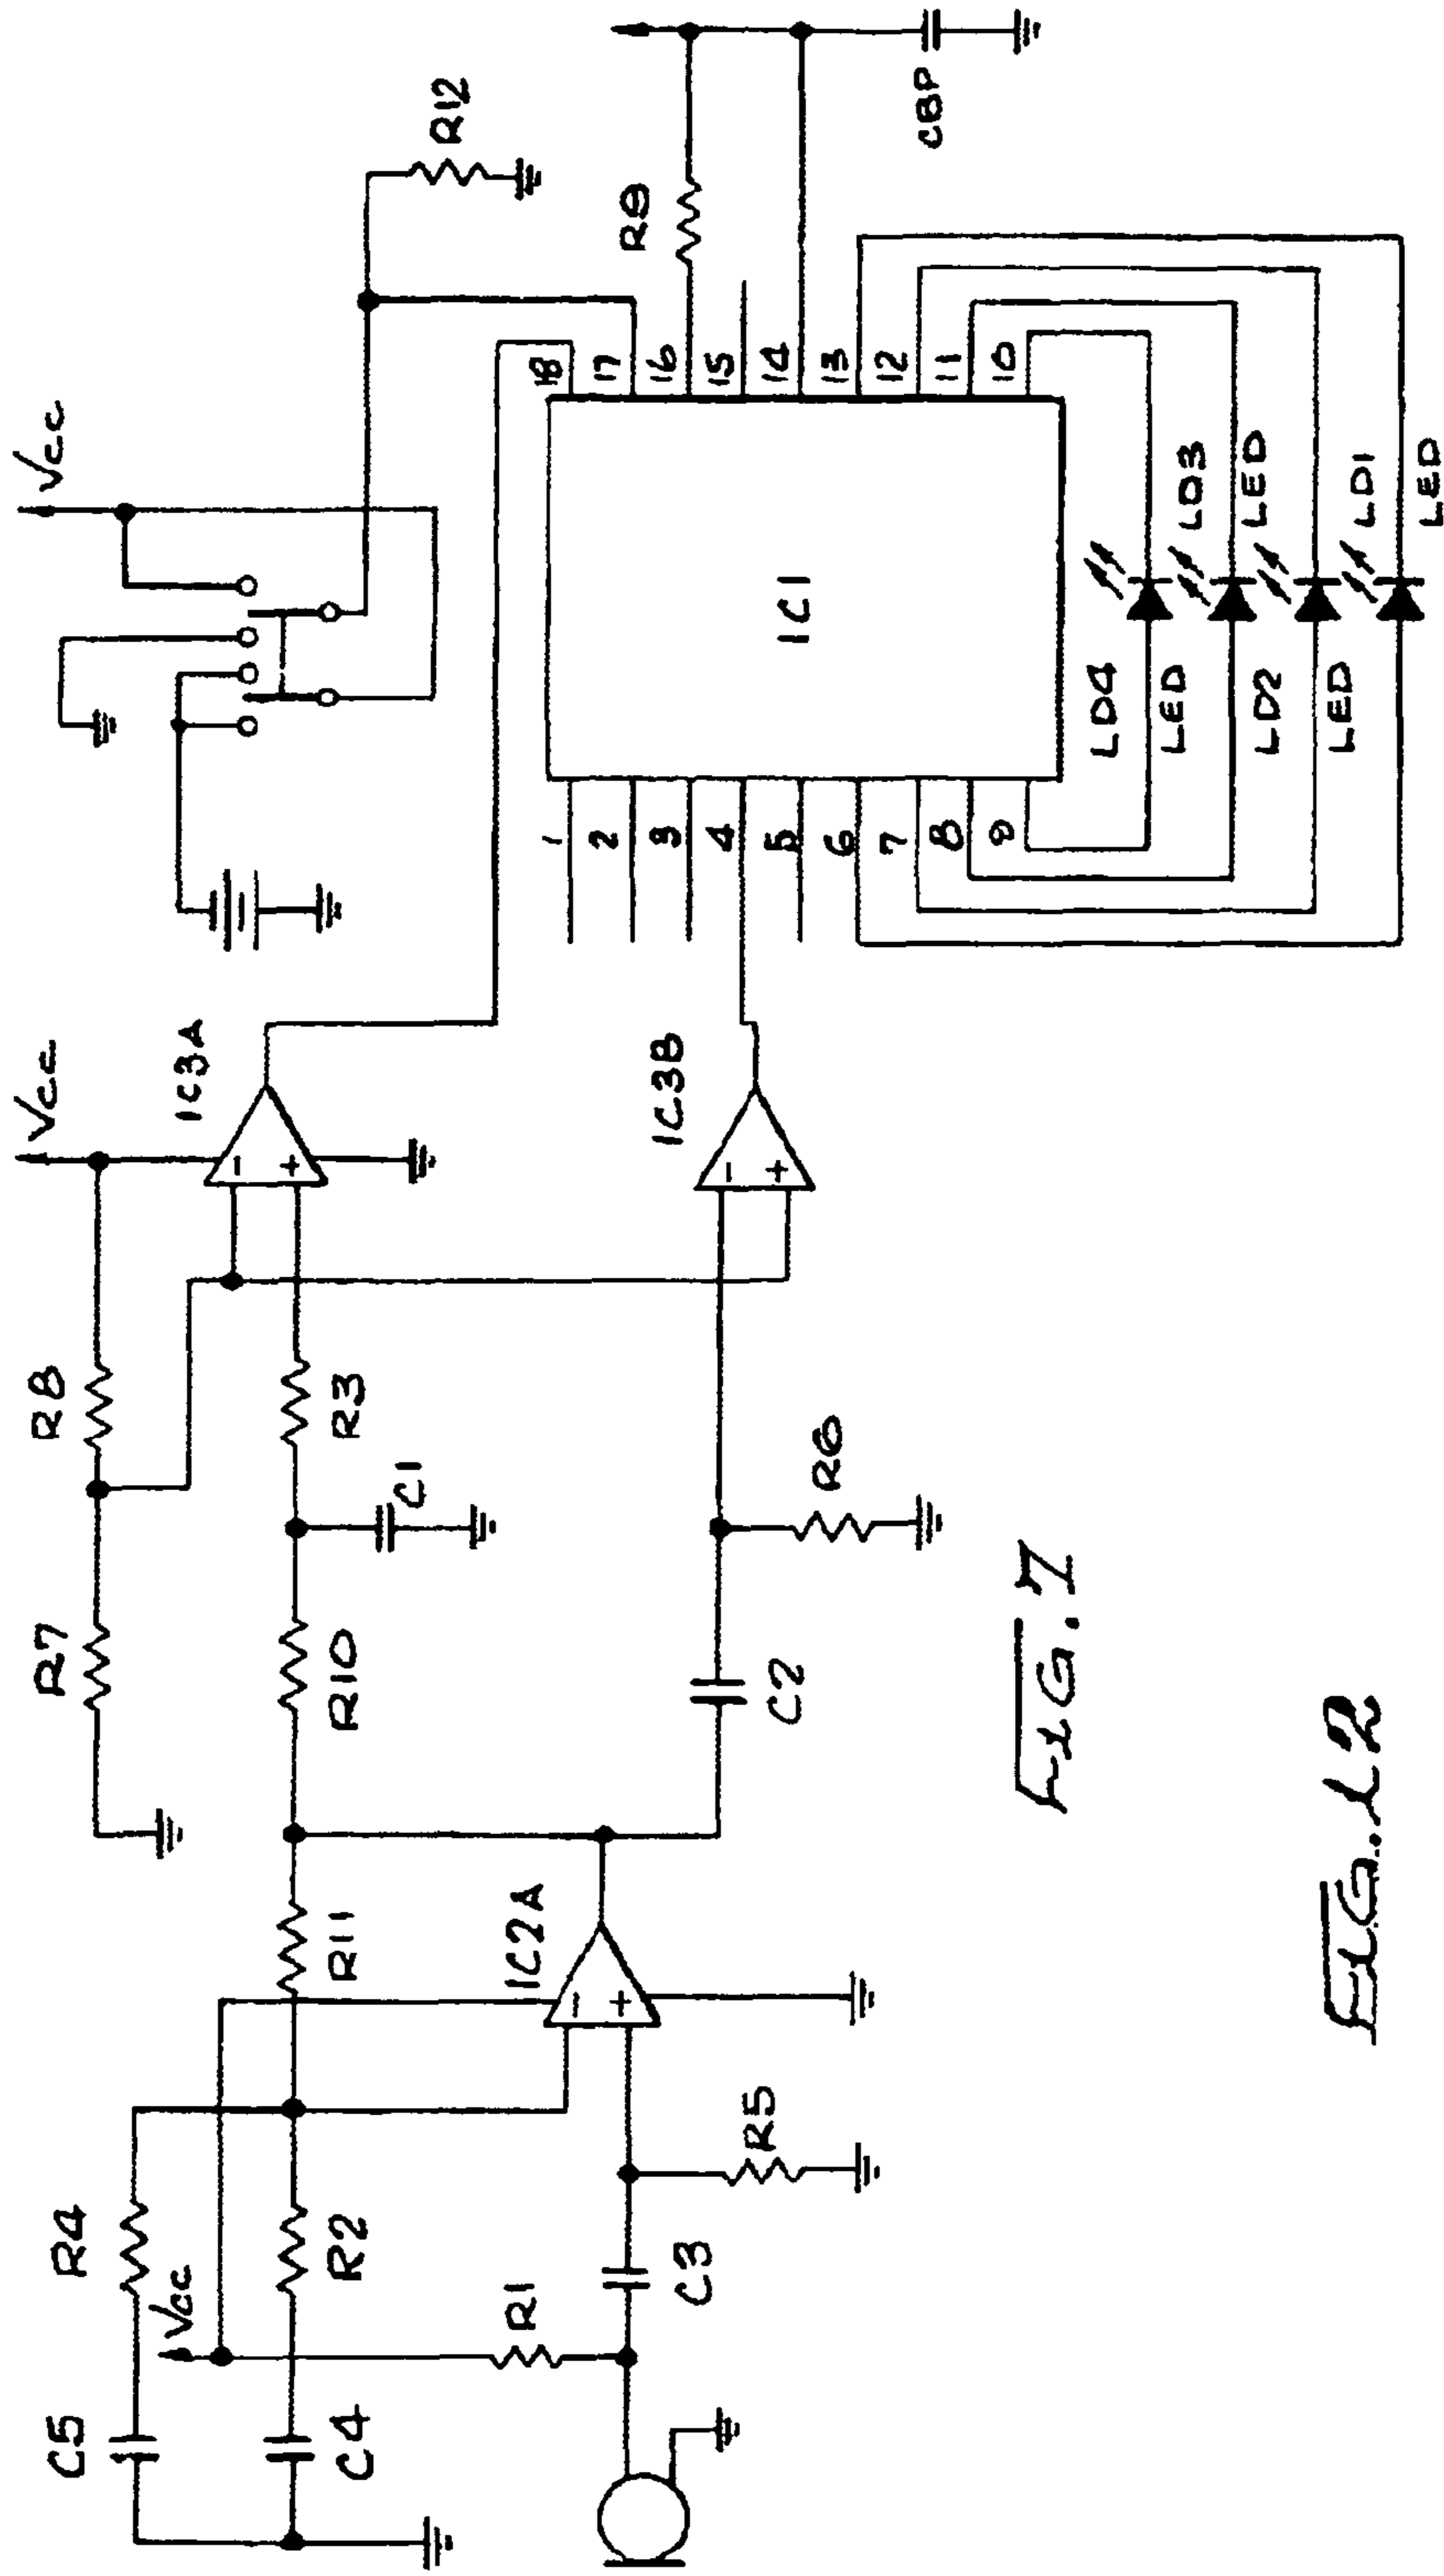 C5
R4
Vcc
C4
R2
R1
C3
R5
R11
IC2A
-
+
R7
R8
Vcc
R10
R3
C1
C2
R6
IC3A
-
+
IC3B
-
+
Vcc
R12
R9
CBP
IC1
1
2
3
4
5
6
7
8
9
18
17
16
15
14
13
12
11
10
LD4
LED
LD3
LED
LD2
LED
LD1
LED
FIG. 7
FIG. 12